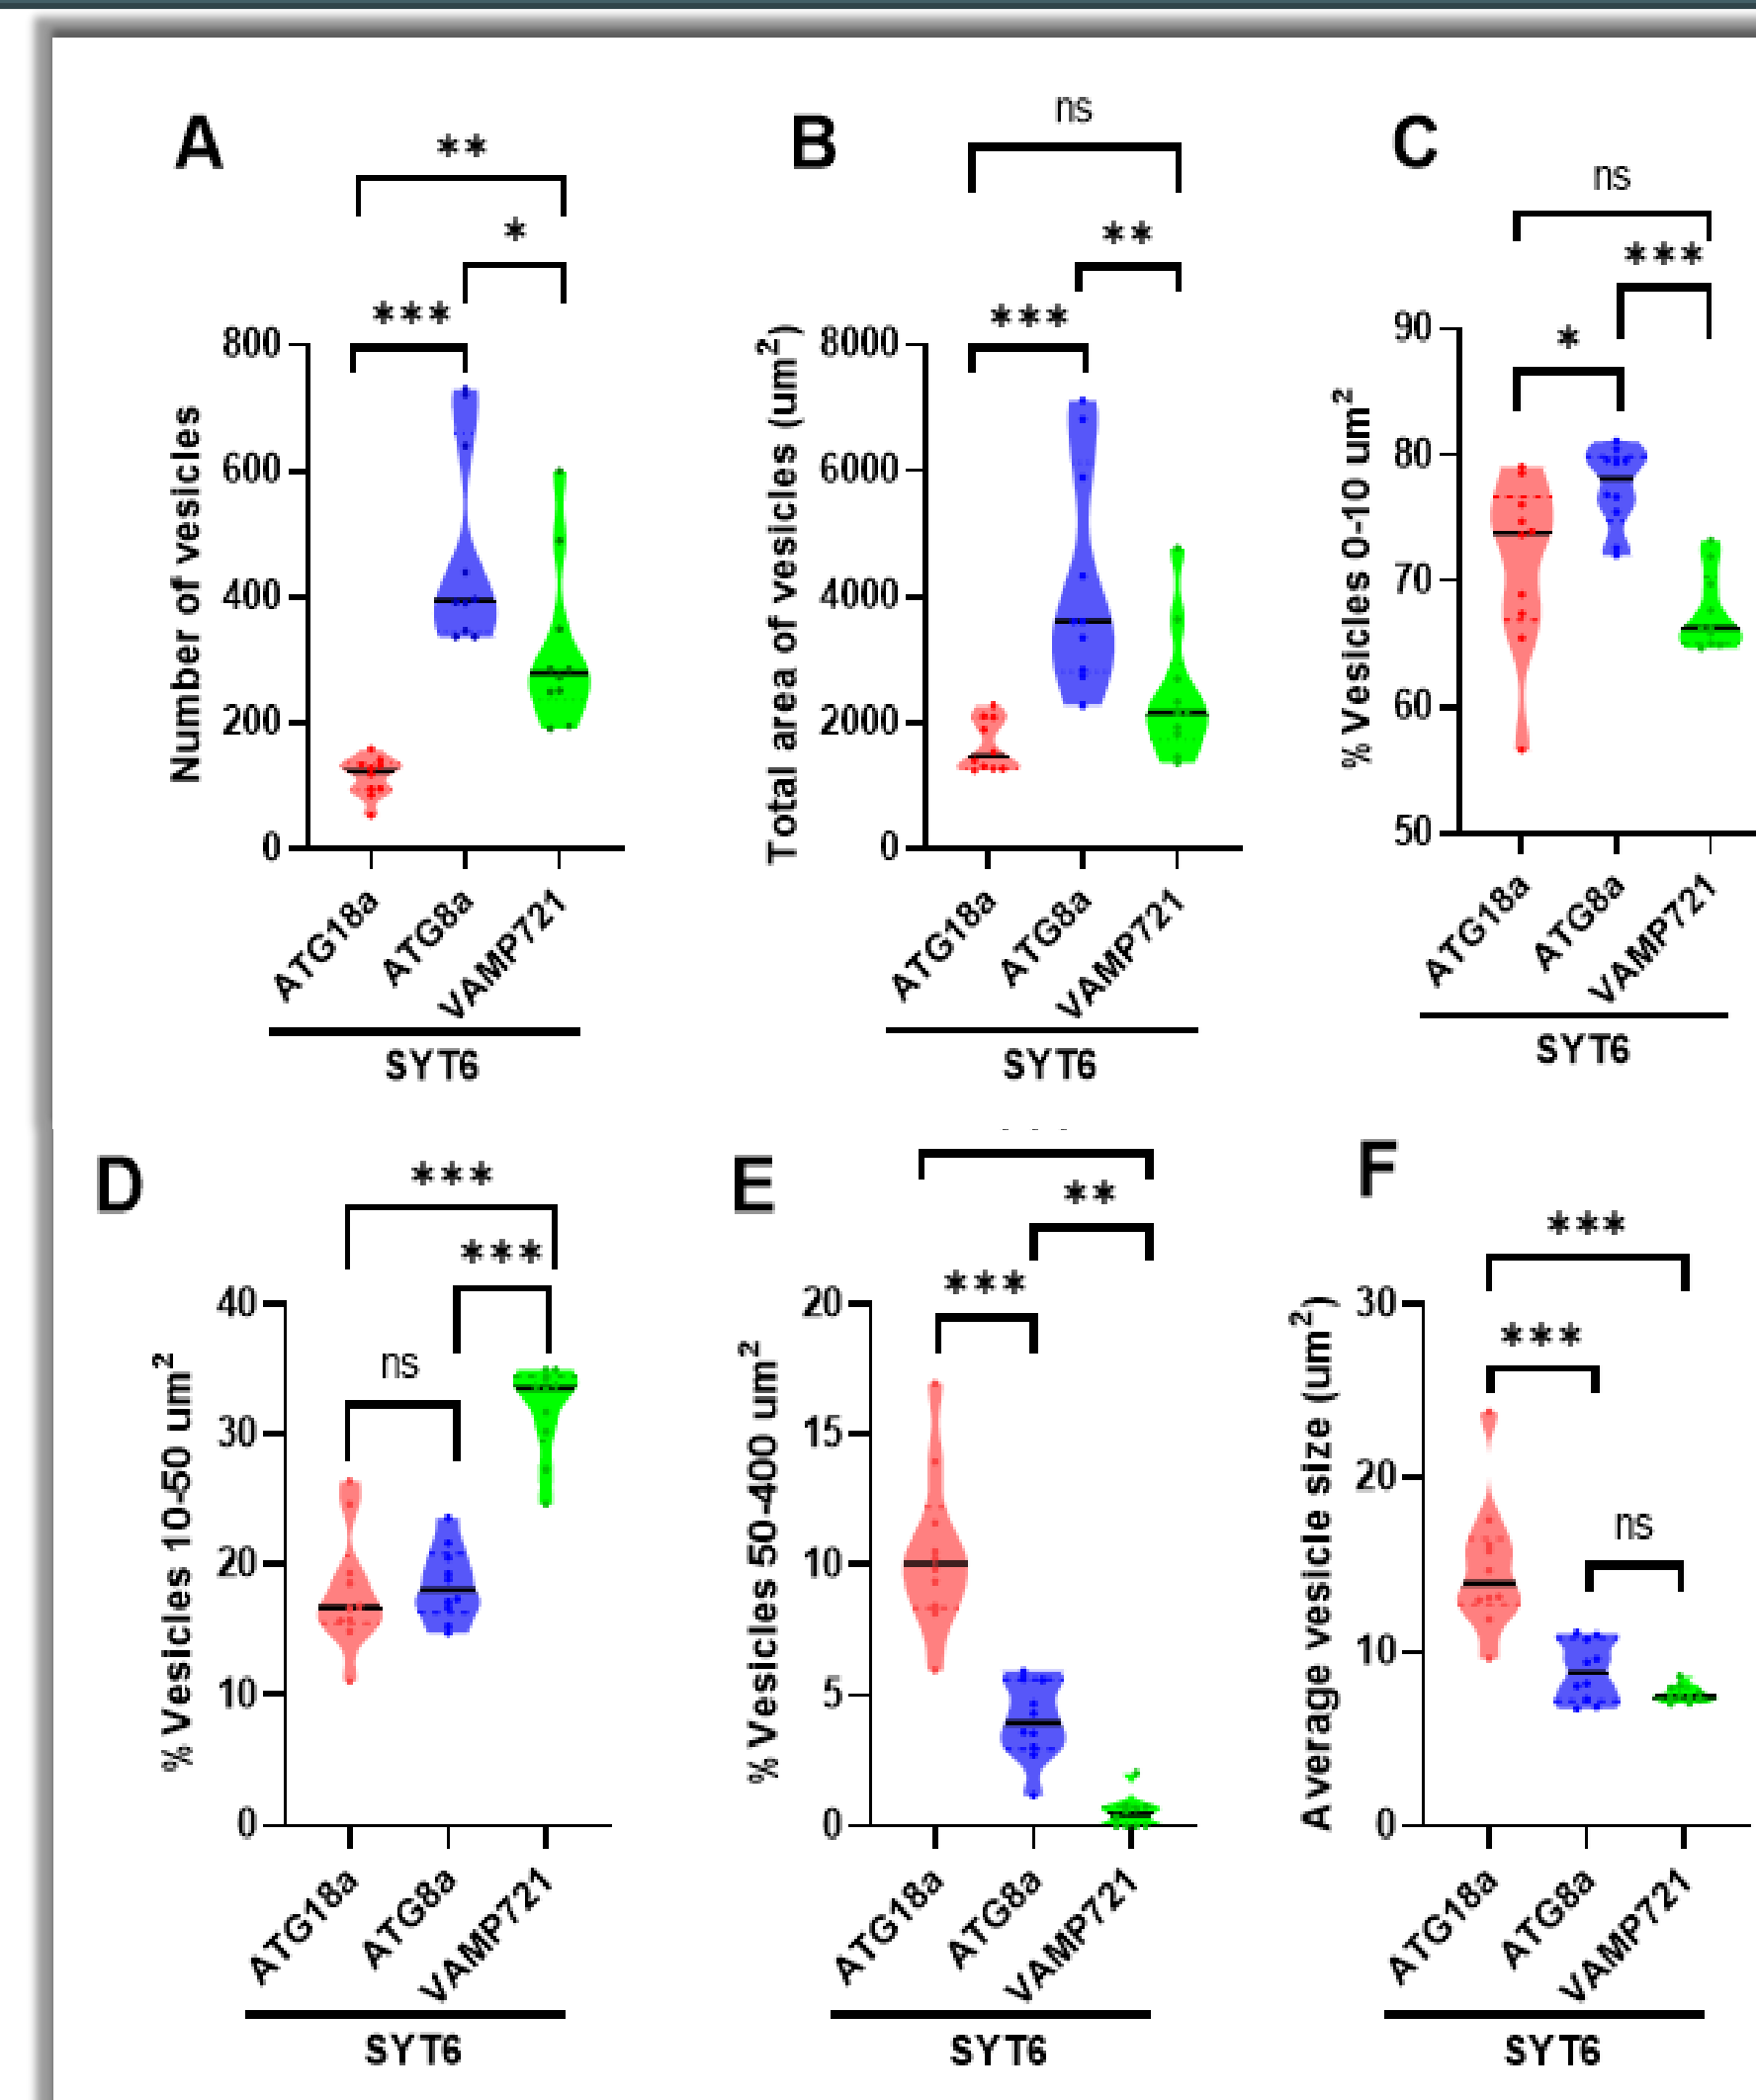 A
**
*
***
800
600
400
200
0
Number of vesicles
ATG18a
ATG8a
VAMP721
SYT6
B
ns
**
***
8000
6000
4000
2000
0
Total area of vesicles (um²)
ATG18a
ATG8a
VAMP721
SYT6
C
ns
***
*
90
80
70
60
50
% Vesicles 0-10 um²
ATG18a
ATG8a
VAMP721
SYT6
D
***
***
ns
40
30
20
10
0
% Vesicles 10-50 um²
ATG18a
ATG8a
VAMP721
SYT6
E
**
***
20
15
10
5
0
% Vesicles 50-400 um²
ATG18a
ATG8a
VAMP721
SYT6
F
***
***
ns
30
20
10
0
Average vesicle size (um²)
ATG18a
ATG8a
VAMP721
SYT6